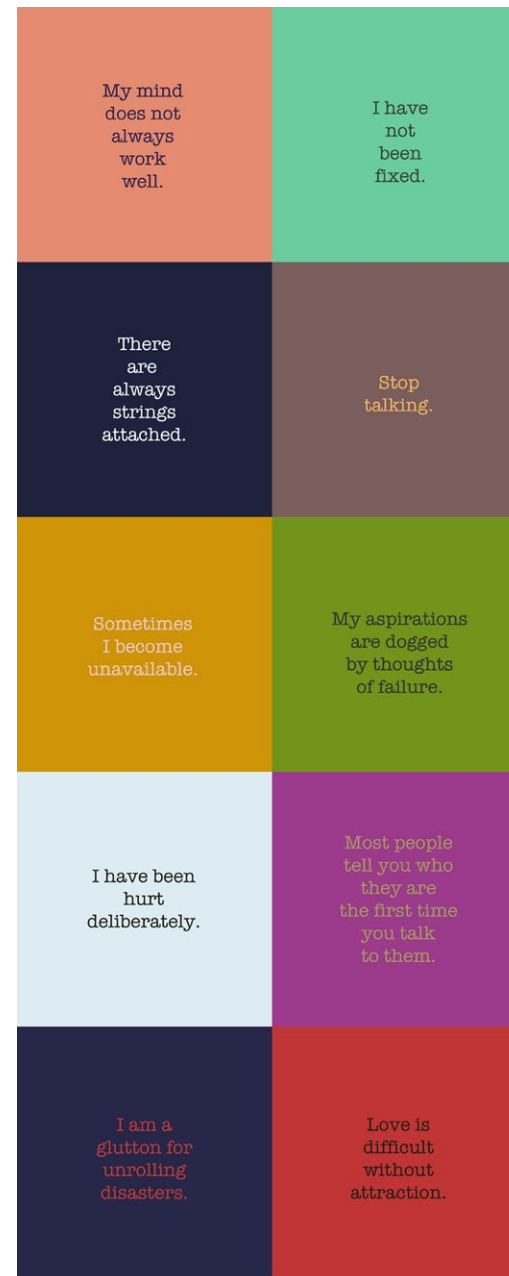 My mind
does not
always
work
well.
I have
not
been
fixed.
There
are
always
strings
attached.
Stop
talking.
Sometimes
I become
unavailable.
My aspirations
are dogged
by thoughts
of failure.
I have been
hurt
deliberately.
Most people
tell you who
they are
the first time
you talk
to them.
I am a
glutton for
unrolling
disasters.
Love is
difficult
without
attraction.